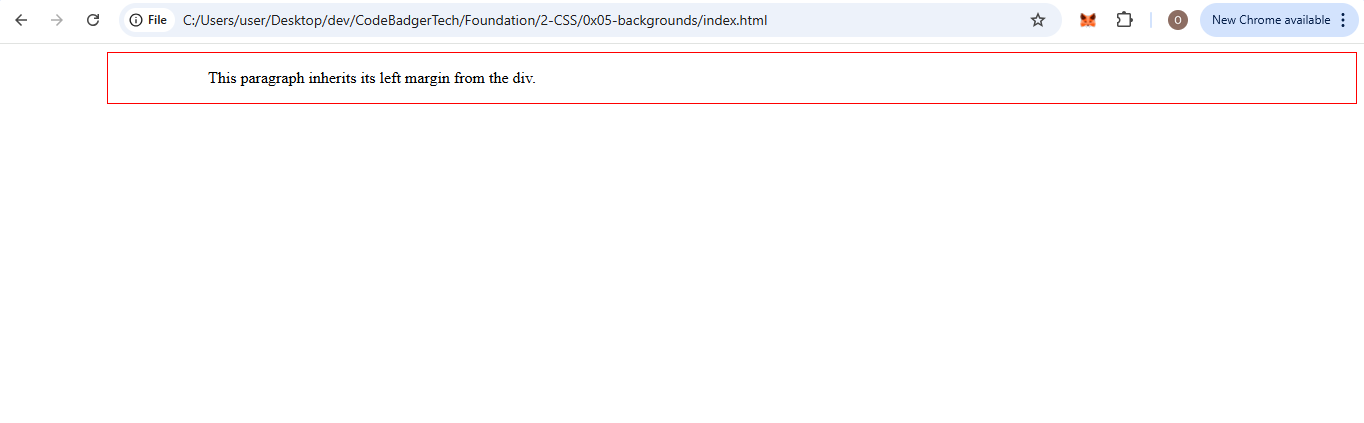 File C:/Users/user/Desktop/dev/CodeBadgerTech/Foundation/2-CSS/0x05-backgrounds/index.html O New Chrome available
This paragraph inherits its left margin from the div.